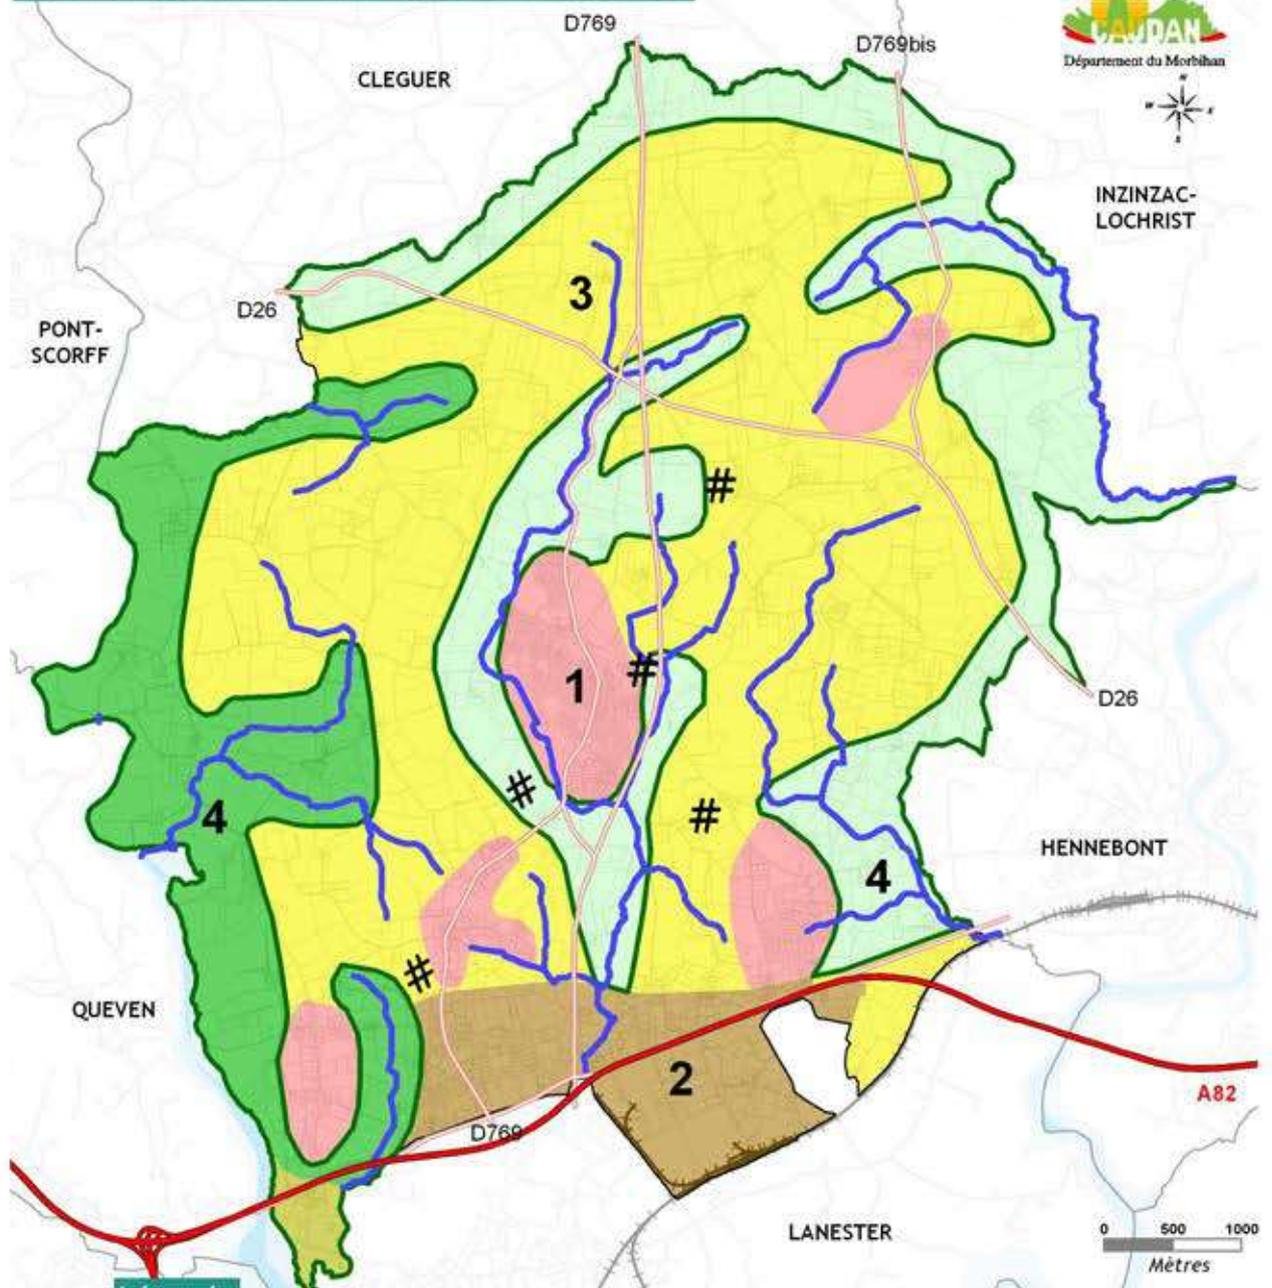 D769
D769bis
CAUDAN
Département du Morbihan
N
W
E
S
CLEGUER
INZINZAC-
LOCHRIST
D26
3
PONT-
SCORFF
#
#
1
D26
#
#
4
HENNEBONT
4
#
QUEVEN
2
A82
D769
LANESTER
0 500 1000
Mètres